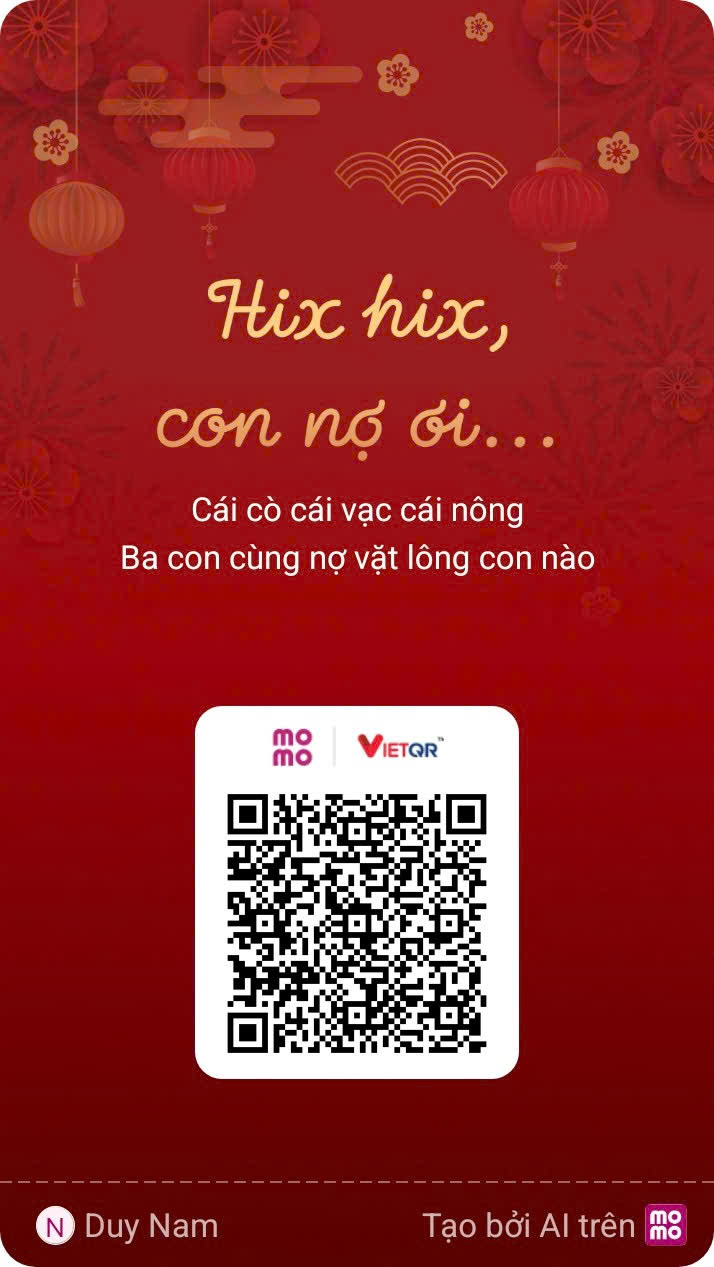 Hix hix,
con nợ ơi...
Cái cò cái vạc cái nông
Ba con cùng nợ vặt lông con nào
mo
mo
VIETQR™
N Duy Nam
Tạo bởi AI trên mo
mo